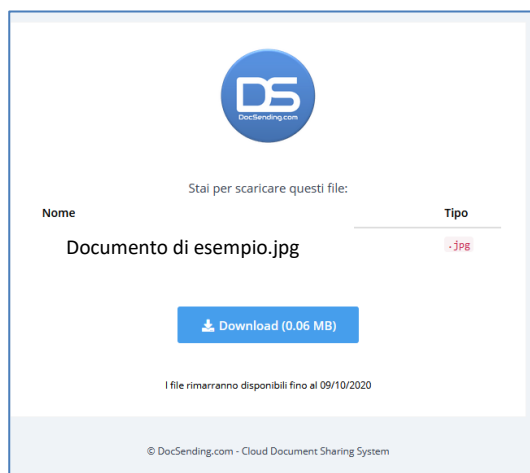 DS
DocSending.com
Stai per scaricare questi file:
Nome Tipo
Documento di esempio.jpg .jpg
Download (0.06 MB)
I file rimarranno disponibili fino al 09/10/2020
© DocSending.com - Cloud Document Sharing System